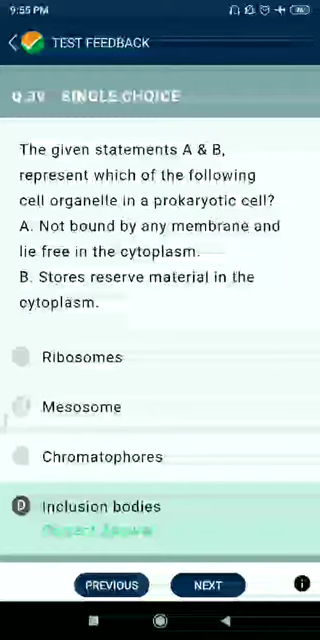 9:55 PM
TEST FEEDBACK
SINGLE CHOICE
The given statements A & B,
represent which of the following
cell organelle in a prokaryotic cell?
A. Not bound by any membrane and
lie free in the cytoplasm.
B. Stores reserve material in the
cytoplasm.
Ribosomes
Mesosome
Chromatophores
D Inclusion bodies
PREVIOUS NEXT